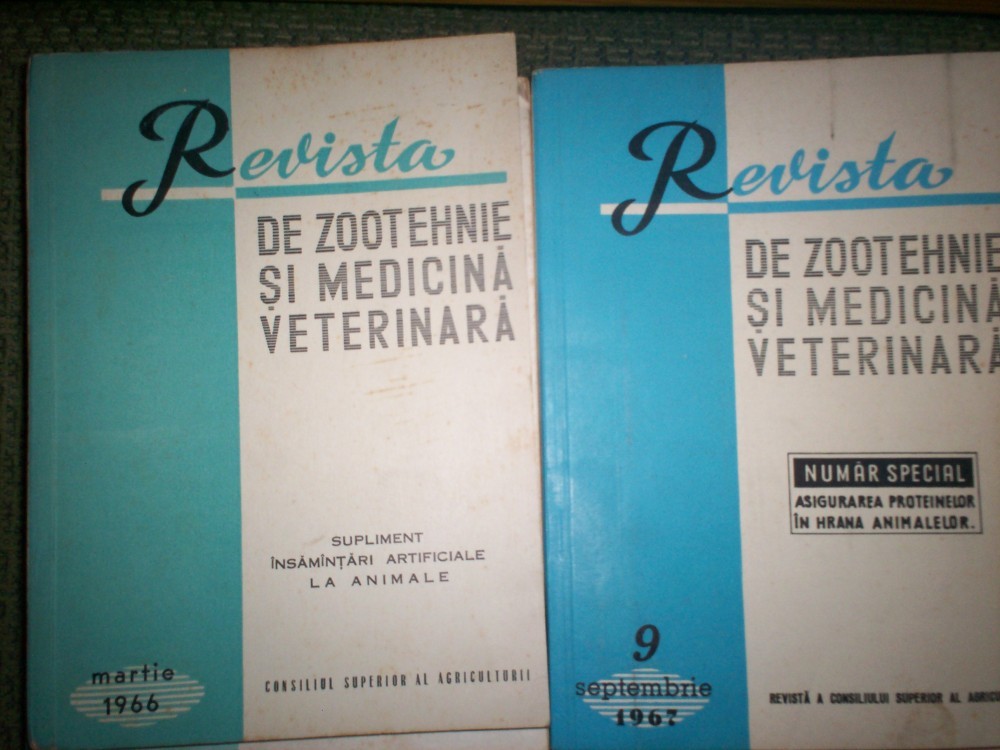 Revista
DE ZOOTEHNIE
ȘI MEDICINĂ
VETERINARĂ
SUPLIMENT
ÎNSĂMÎNȚĂRI ARTIFICIALE
LA ANIMALE
martie
1966
CONSILIUL SUPERIOR AL AGRICULTURII
Revista
DE ZOOTEHNIE
ȘI MEDICINĂ
VETERINARĂ
NUMĂR SPECIAL
ASIGURAREA PROTEINELOR
ÎN HRANA ANIMALELOR.
9
septembrie
1967
REVISTĂ A CONSILIULUI SUPERIOR AL